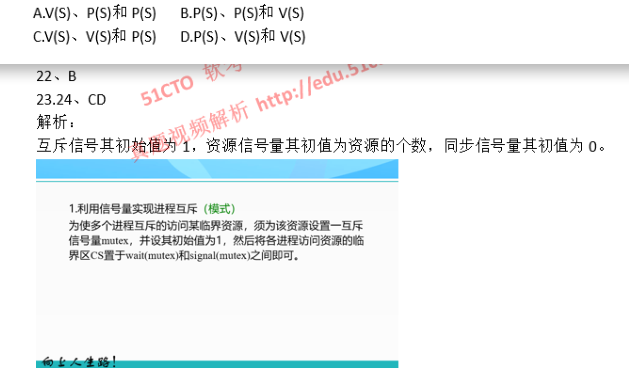 A.V(S)、P(S)和 P(S) B.P(S)、P(S)和 V(S)
C.V(S)、V(S)和 P(S) D.P(S)、V(S)和 V(S)
22、B
51CTO 软考
23.24、CD
真题视频解析 http://edu.51c
解析：
互斥信号其初始值为 1，资源信号量其初值为资源的个数，同步信号量其初值为 0。
1.利用信号量实现进程互斥（模式）
为使多个进程互斥的访问某临界资源，须为该资源设置一互斥
信号量mutex，并设其初始值为1，然后将各进程访问资源的临
界区CS置于wait(mutex)和signal(mutex)之间即可。
向上人生路！